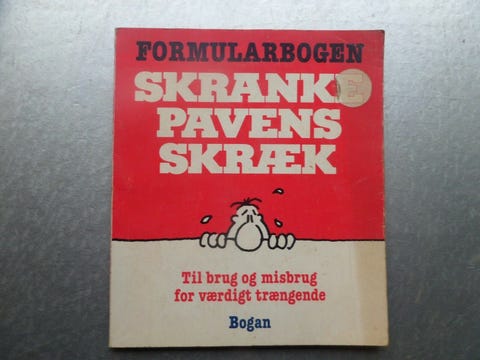 FORMULARBOGEN
SKRANKE
PAVENS
SKRÆK
Til brug og misbrug
for værdigt trængende
Bogan